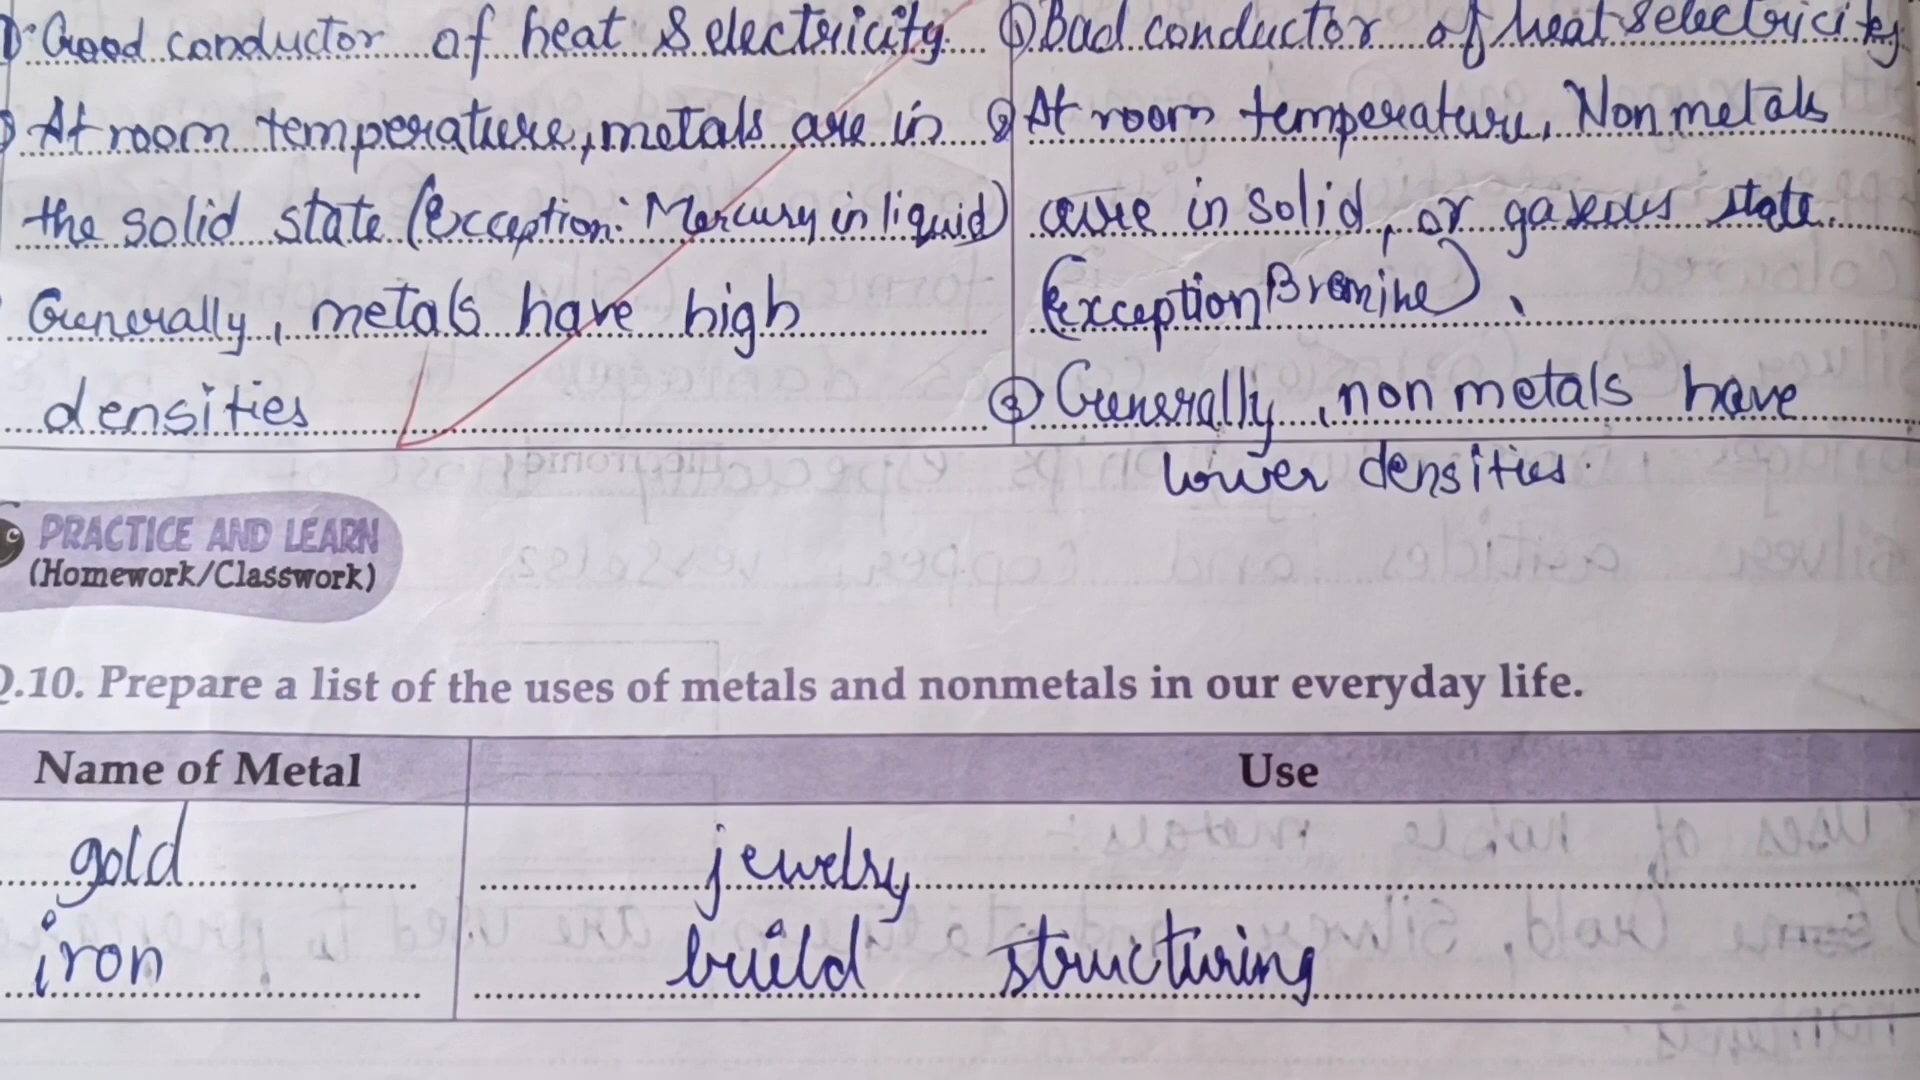 Good conductor of heat & electricity
At room temperature, metals are in
the solid state (Exception: Mercury in liquid)
Generally, metals have high
densities
① Bad conductor of heat & electricity
② At room temperature, Non metals
are in solid, or gaseous state.
(Exception Bromine).
③ Generally, non metals have
lower densities.
PRACTICE AND LEARN
(Homework/Classwork)
Q.10. Prepare a list of the uses of metals and nonmetals in our everyday life.
Name of Metal Use
gold jewelry
iron build structuring